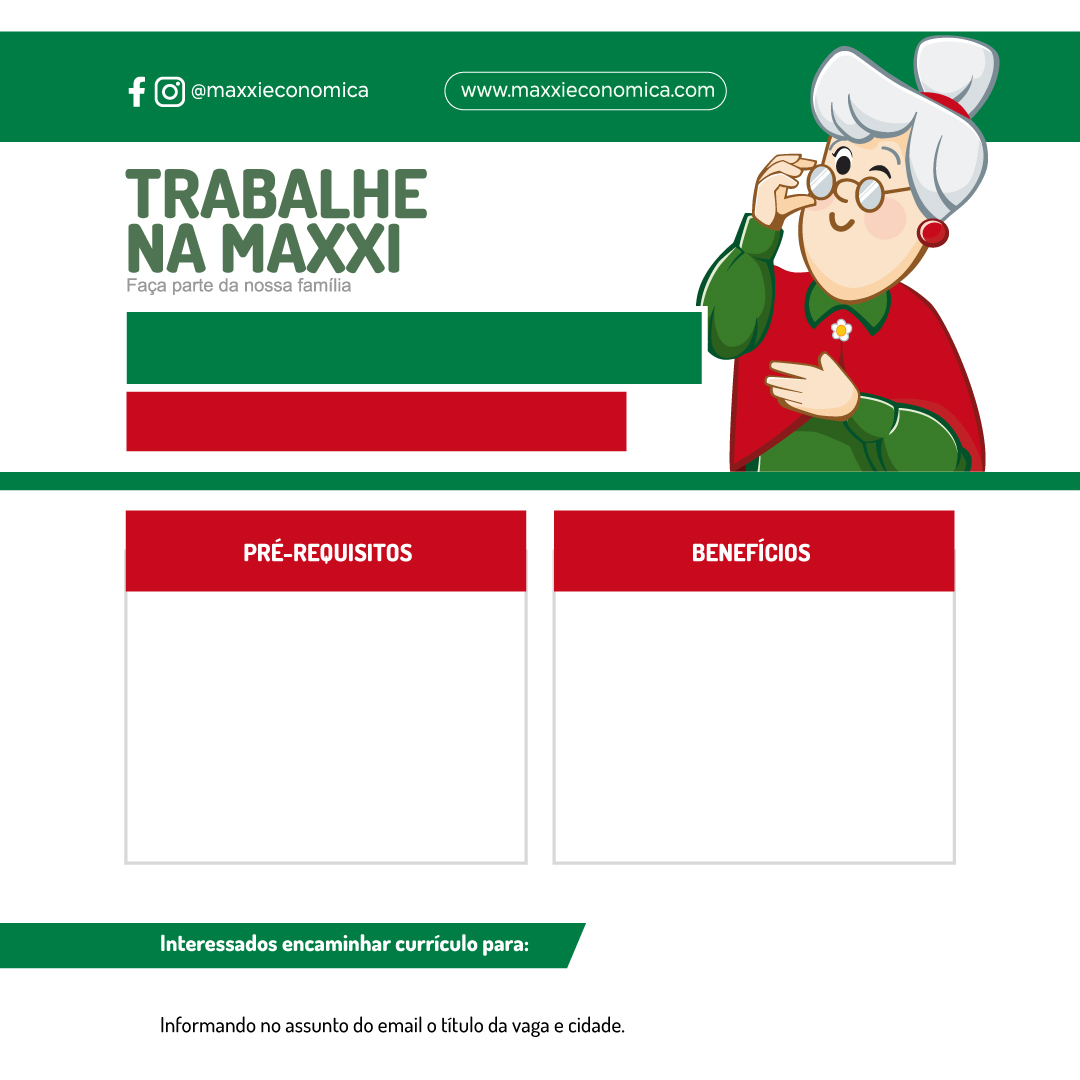 @maxxieconomica
www.maxxieconomica.com
TRABALHE
NA MAXXI
Faça parte da nossa família
PRÉ-REQUISITOS
BENEFÍCIOS
Interessados encaminhar currículo para:
Informando no assunto do email o título da vaga e cidade.